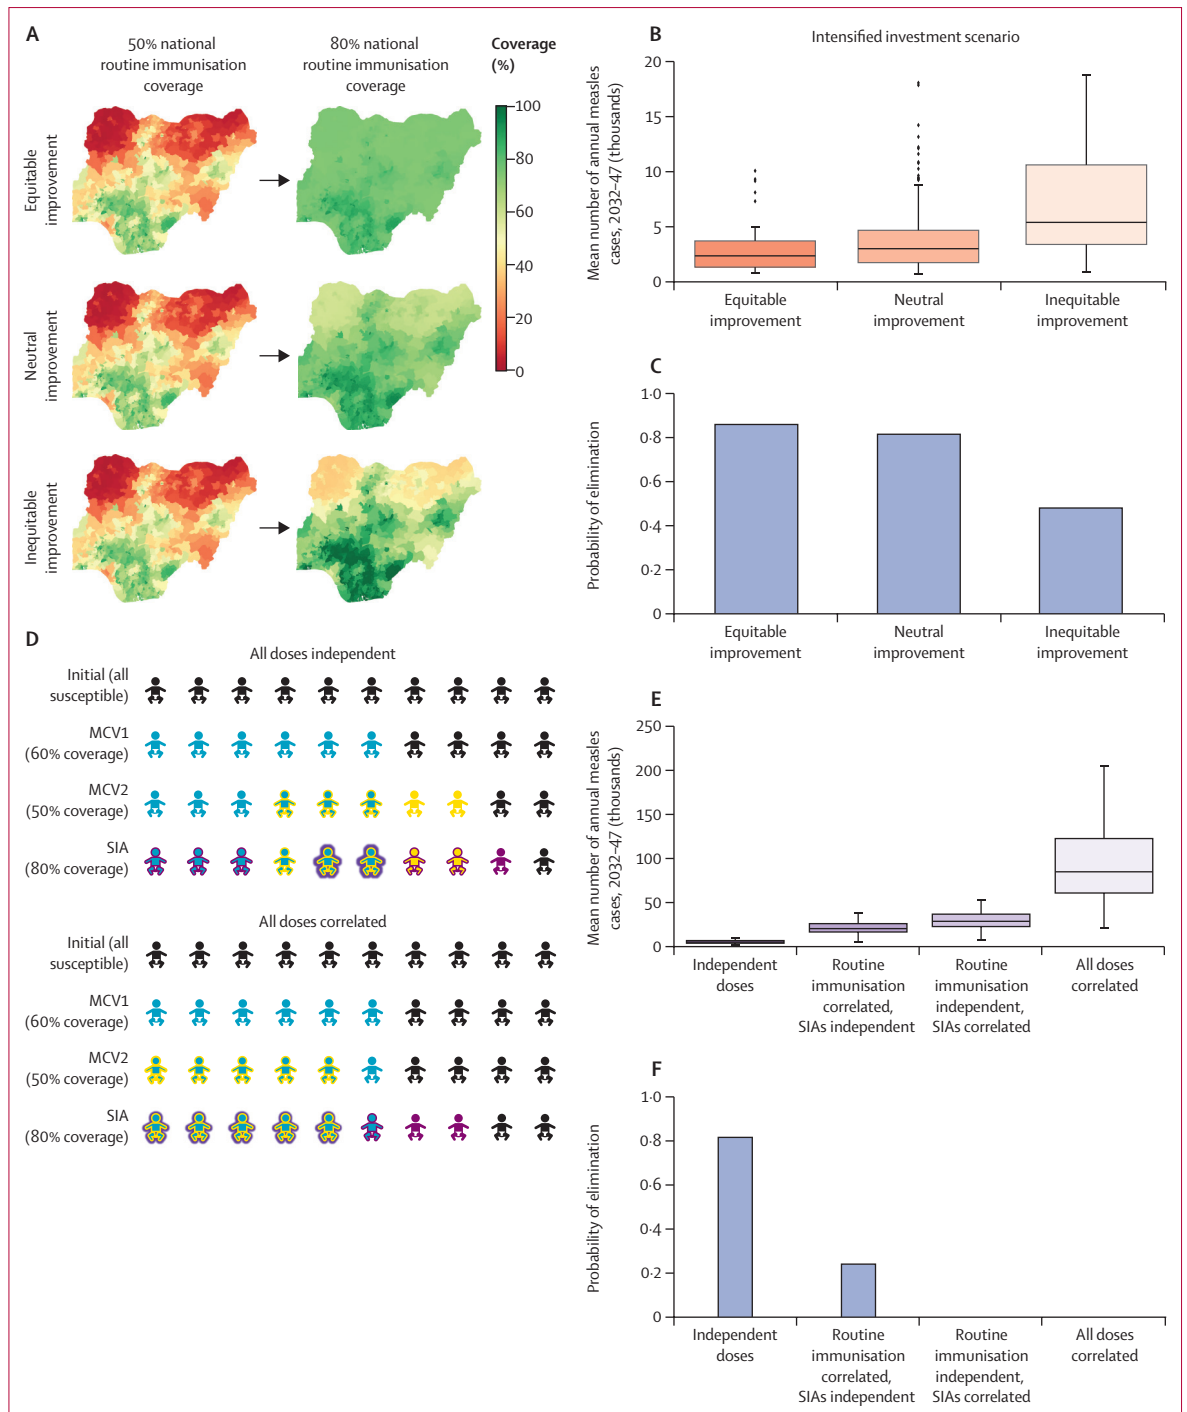 A
50% national
routine immunisation
coverage
80% national
routine immunisation
coverage
Coverage
(%)
100
80
60
40
20
0
Equitable
improvement
Neutral
improvement
Inequitable
improvement
B
Intensified investment scenario
Mean number of annual measles
cases, 2032–47 (thousands)
20
15
10
5
0
Equitable
improvement
Neutral
improvement
Inequitable
improvement
C
Probability of elimination
1·0
0·8
0·6
0·4
0·2
0
Equitable
improvement
Neutral
improvement
Inequitable
improvement
D
All doses independent
Initial (all
susceptible)
MCV1
(60% coverage)
MCV2
(50% coverage)
SIA
(80% coverage)
All doses correlated
Initial (all
susceptible)
MCV1
(60% coverage)
MCV2
(50% coverage)
SIA
(80% coverage)
E
Mean number of annual measles
cases, 2032–47 (thousands)
250
200
150
100
50
0
Independent
doses
Routine
immunisation
correlated,
SIAs independent
Routine
immunisation
independent,
SIAs correlated
All doses
correlated
F
Probability of elimination
1·0
0·8
0·6
0·4
0·2
0
Independent
doses
Routine
immunisation
correlated,
SIAs independent
Routine
immunisation
independent,
SIAs correlated
All doses
correlated